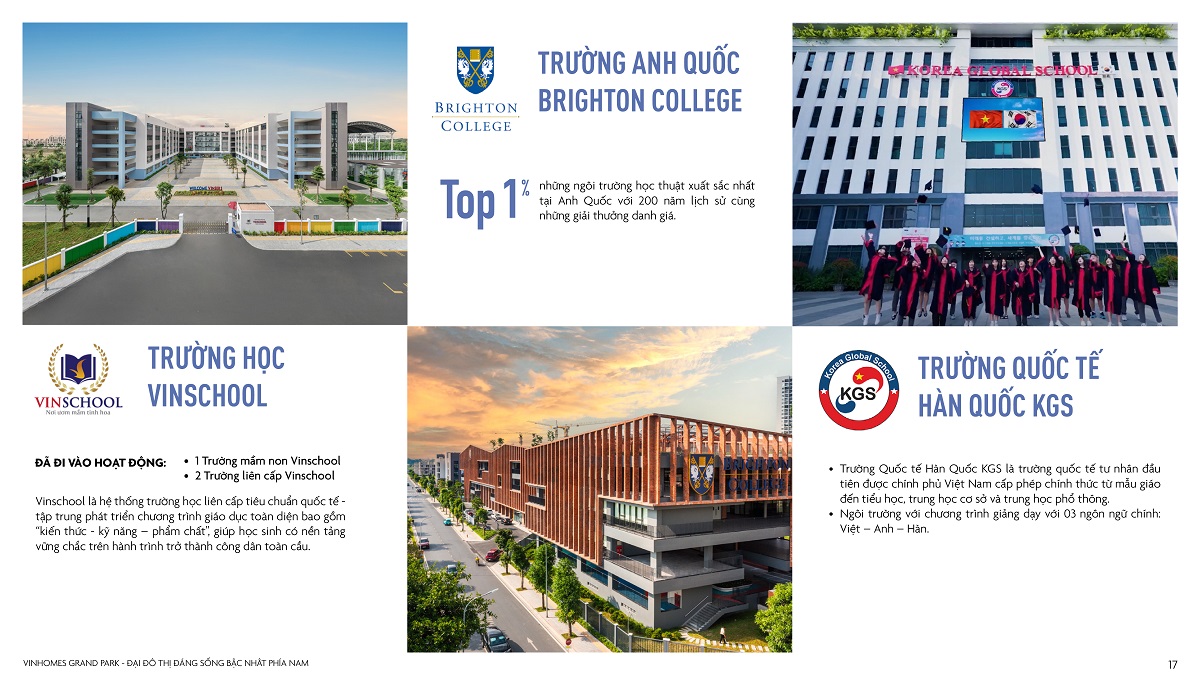 BRIGHTON
COLLEGE
TRƯỜNG ANH QUỐC
BRIGHTON COLLEGE
Top 1%
những ngôi trường học thuật xuất sắc nhất
tại Anh Quốc với 200 năm lịch sử cùng
những giải thưởng danh giá.
KOREA GLOBAL SCHOOL
KGS
WELCOME VINSCHOOL
VINSCHOOL
Nơi ươm mầm tinh hoa
TRƯỜNG HỌC
VINSCHOOL
ĐÃ ĐI VÀO HOẠT ĐỘNG:
• 1 Trường mầm non Vinschool
• 2 Trường liên cấp Vinschool
Vinschool là hệ thống trường học liên cấp tiêu chuẩn quốc tế -
tập trung phát triển chương trình giáo dục toàn diện bao gồm
“kiến thức - kỹ năng – phẩm chất”, giúp học sinh có nền tảng
vững chắc trên hành trình trở thành công dân toàn cầu.
BRIGHTON
COLLEGE
Korea Global School
KGS
TRƯỜNG QUỐC TẾ
HÀN QUỐC KGS
• Trường Quốc tế Hàn Quốc KGS là trường quốc tế tư nhân đầu
tiên được chính phủ Việt Nam cấp phép chính thức từ mẫu giáo
đến tiểu học, trung học cơ sở và trung học phổ thông.
• Ngôi trường với chương trình giảng dạy với 03 ngôn ngữ chính:
Việt – Anh – Hàn.
VINHOMES GRAND PARK - ĐẠI ĐÔ THỊ ĐÁNG SỐNG BẬC NHẤT PHÍA NAM
17